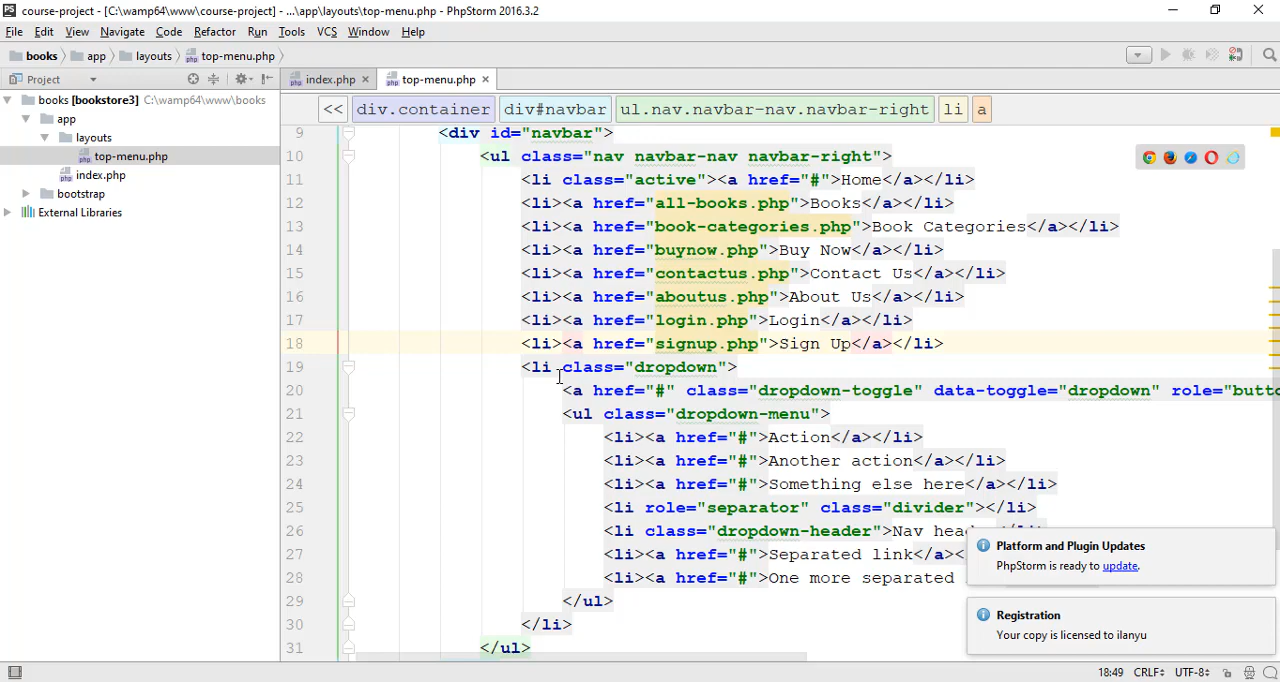 PS course-project - [C:\wamp64\www\course-project] - ...\app\layouts\top-menu.php - PhpStorm 2016.3.2
File Edit View Navigate Code Refactor Run Tools VCS Window Help
books app layouts top-menu.php
Project index.php top-menu.php
books [bookstore3] C:\wamp64\www\books
app
layouts
top-menu.php
index.php
bootstrap
External Libraries
<< div.container div#navbar ul.nav.navbar-nav.navbar-right li a
9 <div id="navbar">
10 <ul class="nav navbar-nav navbar-right">
11 <li class="active"><a href="#">Home</a></li>
12 <li><a href="all-books.php">Books</a></li>
13 <li><a href="book-categories.php">Book Categories</a></li>
14 <li><a href="buynow.php">Buy Now</a></li>
15 <li><a href="contactus.php">Contact Us</a></li>
16 <li><a href="aboutus.php">About Us</a></li>
17 <li><a href="login.php">Login</a></li>
18 <li><a href="signup.php">Sign Up</a></li>
19 <li class="dropdown">
20 <a href="#" class="dropdown-toggle" data-toggle="dropdown" role="butto
21 <ul class="dropdown-menu">
22 <li><a href="#">Action</a></li>
23 <li><a href="#">Another action</a></li>
24 <li><a href="#">Something else here</a></li>
25 <li role="separator" class="divider"></li>
26 <li class="dropdown-header">Nav head
27 <li><a href="#">Separated link</a><
28 <li><a href="#">One more separated
29 </ul>
30 </li>
31 </ul>
Platform and Plugin Updates
PhpStorm is ready to update.
Registration
Your copy is licensed to ilanyu
18:49 CRLF UTF-8